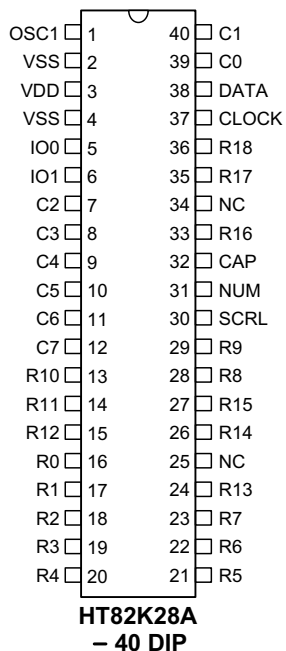 OSC1 1 40 C1
VSS 2 39 C0
VDD 3 38 DATA
VSS 4 37 CLOCK
IO0 5 36 R18
IO1 6 35 R17
C2 7 34 NC
C3 8 33 R16
C4 9 32 CAP
C5 10 31 NUM
C6 11 30 SCRL
C7 12 29 R9
R10 13 28 R8
R11 14 27 R15
R12 15 26 R14
R0 16 25 NC
R1 17 24 R13
R2 18 23 R7
R3 19 22 R6
R4 20 21 R5
HT82K28A
– 40 DIP